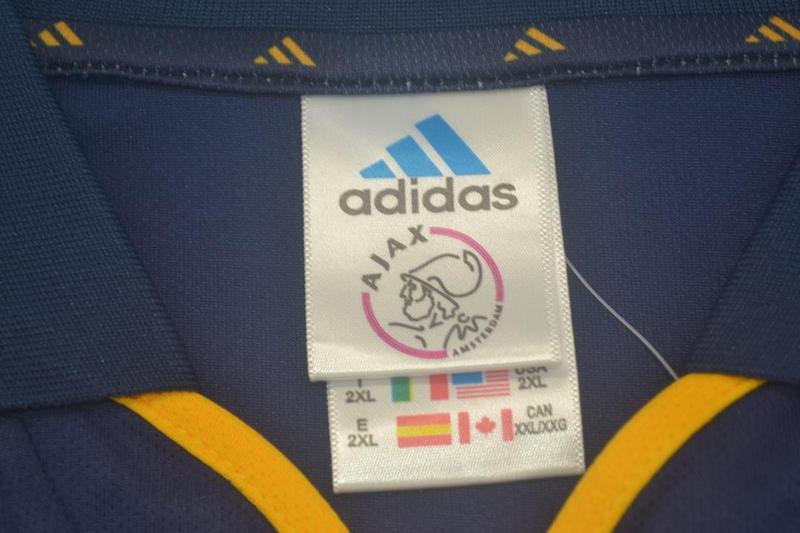 adidas
AJAX
AMSTERDAM
I
2XL
USA
2XL
E
2XL
CAN
XXL/XXG